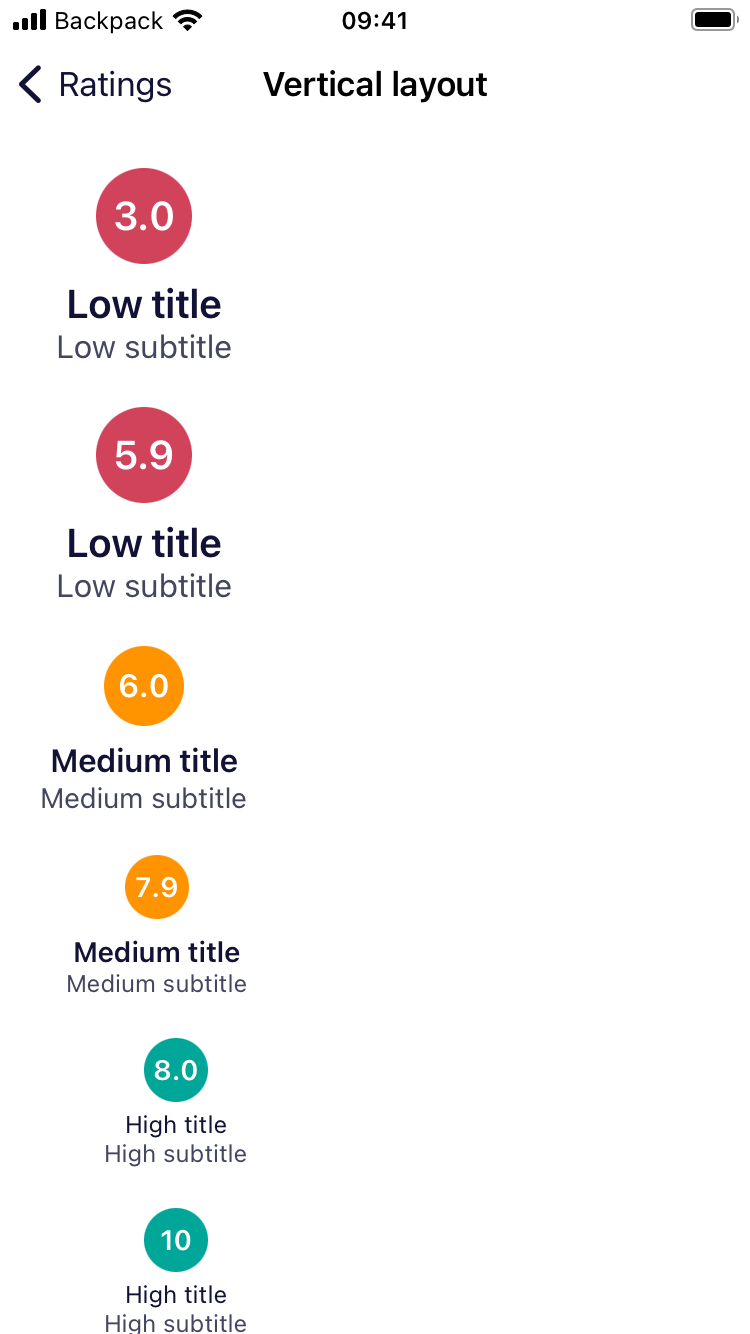 Backpack 09:41
Ratings Vertical layout
3.0
Low title
Low subtitle
5.9
Low title
Low subtitle
6.0
Medium title
Medium subtitle
7.9
Medium title
Medium subtitle
8.0
High title
High subtitle
10
High title
High subtitle